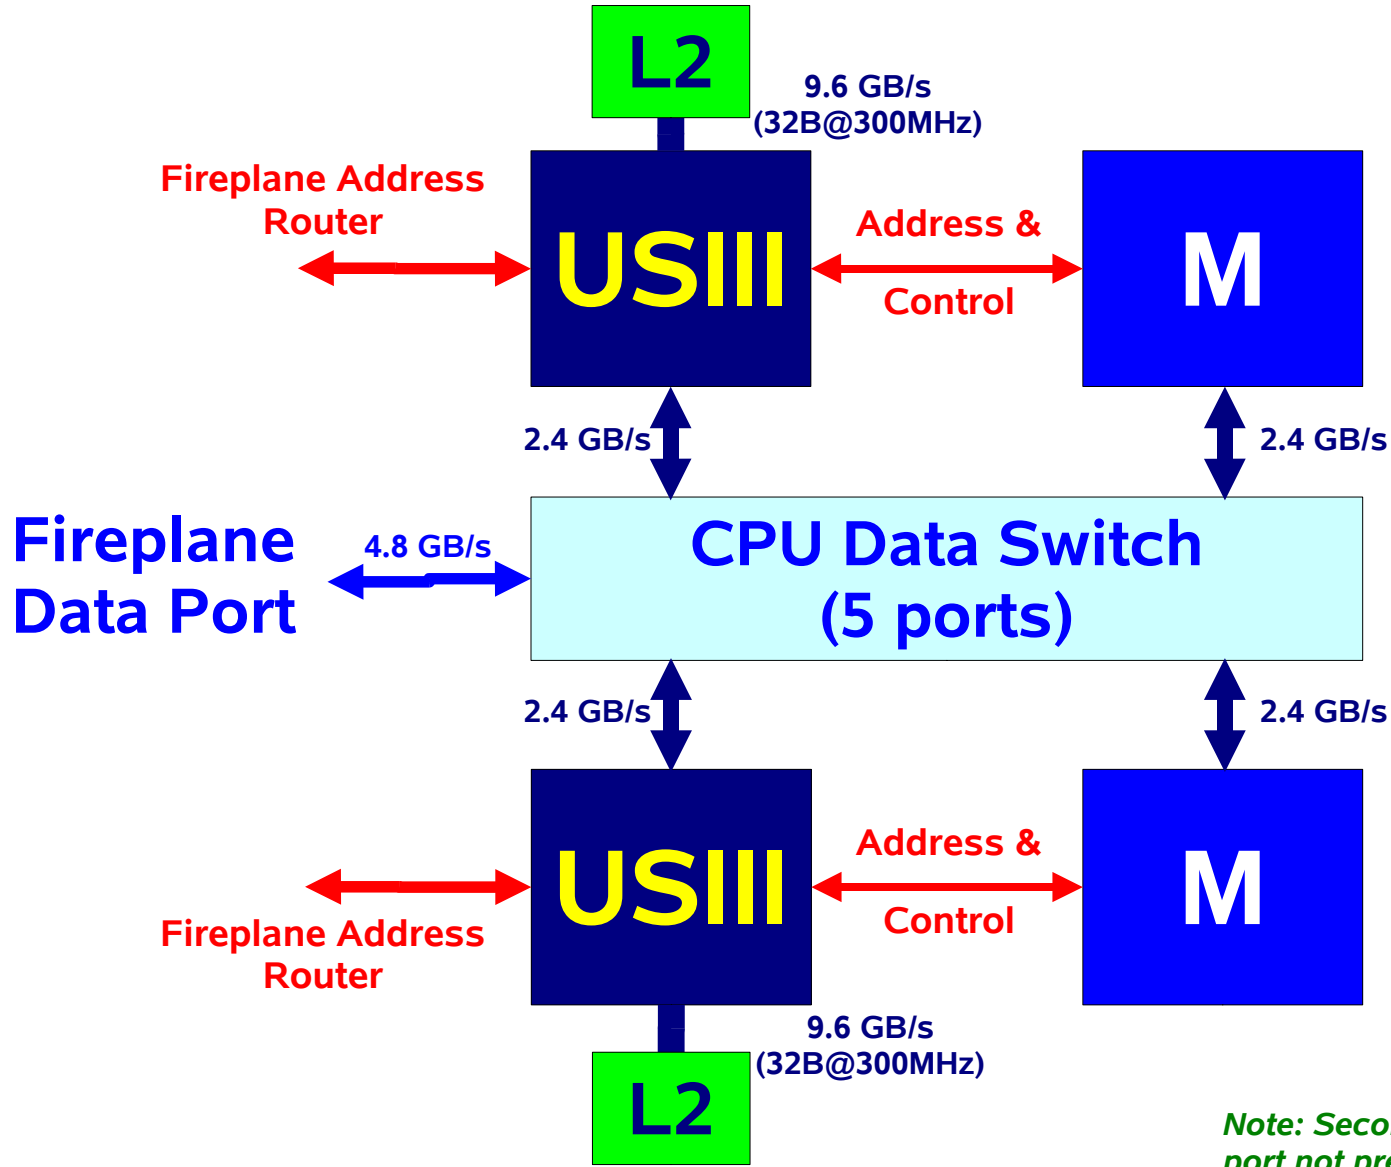 L2
9.6 GB/s
(32B@300MHz)
Fireplane Address
Router
USIII
Address &
Control
M
2.4 GB/s
2.4 GB/s
Fireplane
Data Port
4.8 GB/s
CPU Data Switch
(5 ports)
2.4 GB/s
2.4 GB/s
USIII
Address &
Control
M
Fireplane Address
Router
9.6 GB/s
(32B@300MHz)
L2
Note:
port not